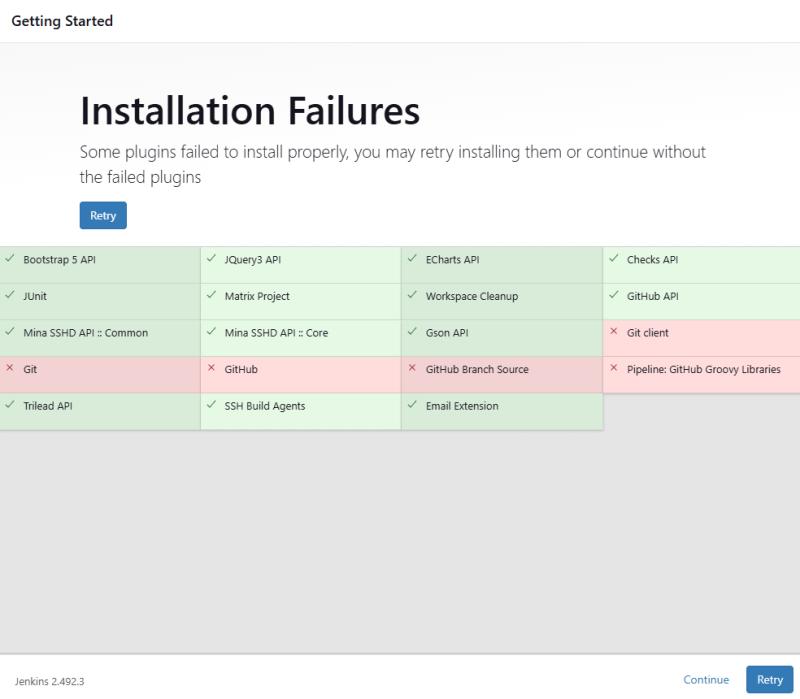 Getting Started
Installation Failures
Some plugins failed to install properly, you may retry installing them or continue without
the failed plugins
Retry
Bootstrap 5 API
JQuery3 API
ECharts API
Checks API
JUnit
Matrix Project
Workspace Cleanup
GitHub API
Mina SSHD API :: Common
Mina SSHD API :: Core
Gson API
Git client
Git
GitHub
GitHub Branch Source
Pipeline: GitHub Groovy Libraries
Trilead API
SSH Build Agents
Email Extension
Jenkins 2.492.3
Continue
Retry